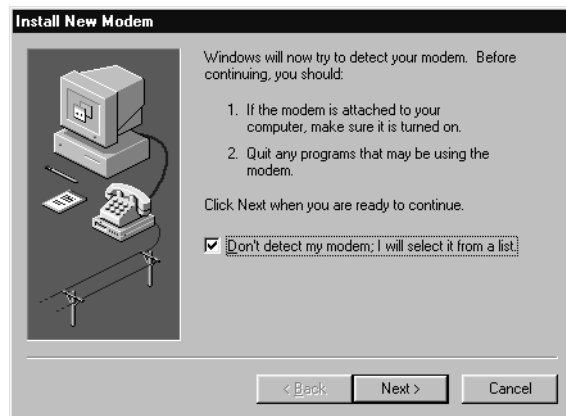 Install New Modem
Windows will now try to detect your modem. Before
continuing, you should:
1. If the modem is attached to your
computer, make sure it is turned on.
2. Quit any programs that may be using the
modem.
Click Next when you are ready to continue.
Don't detect my modem; I will select it from a list.
< Back
Next >
Cancel